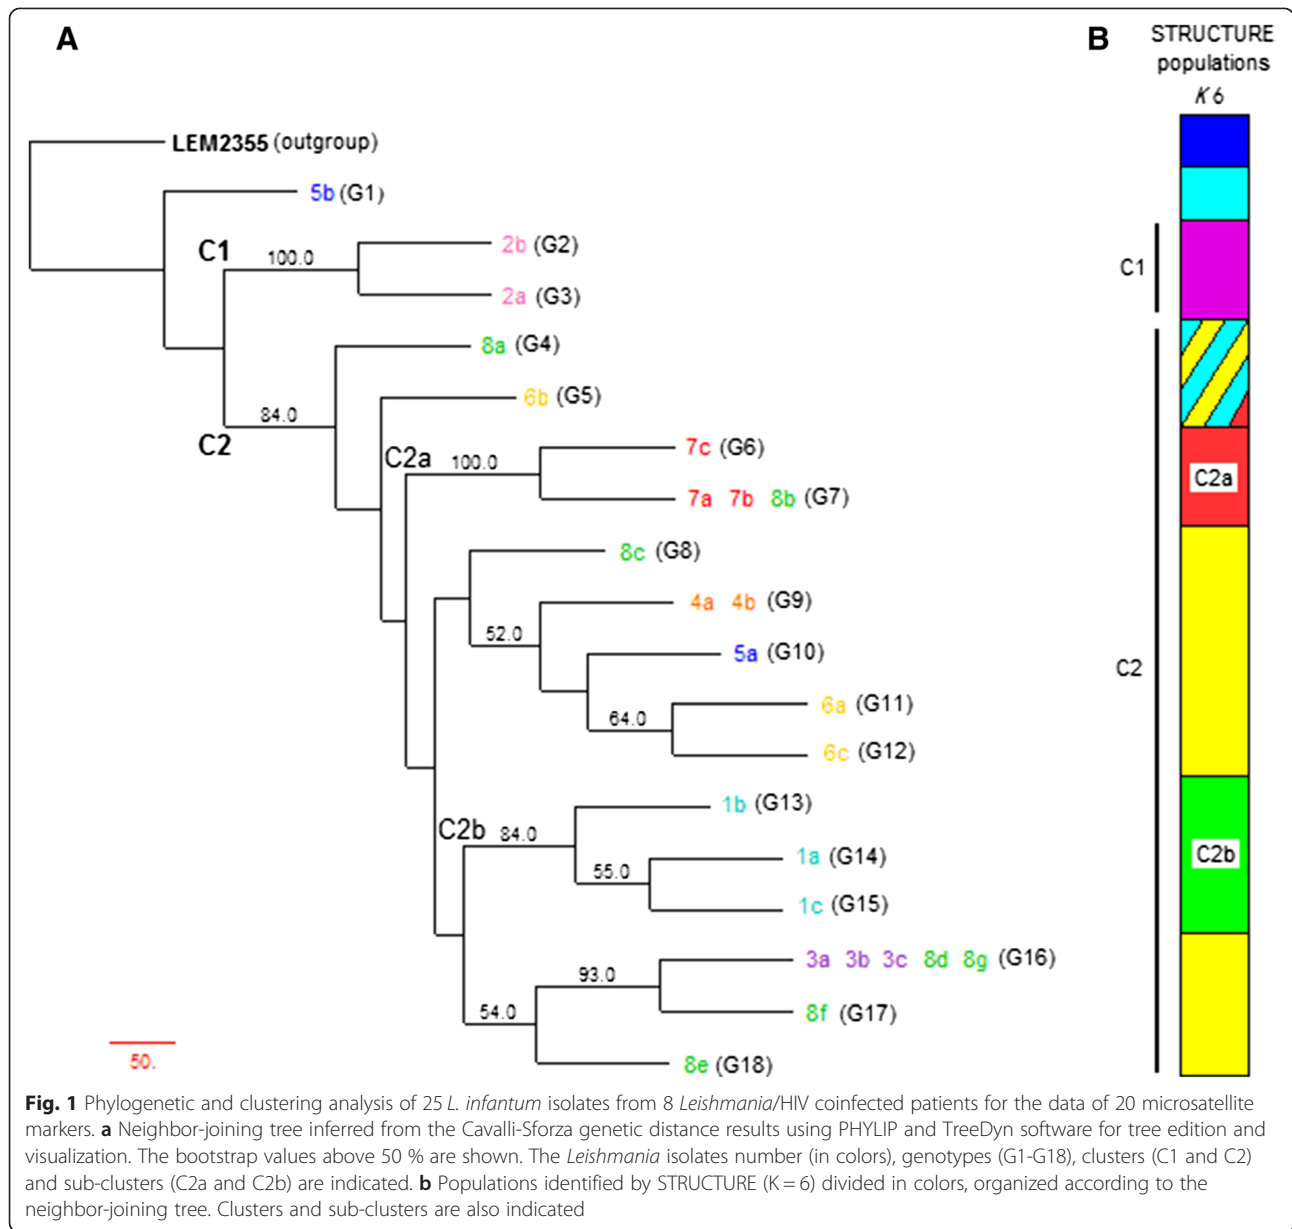 A
B
STRUCTURE
populations
K 6
LEM2355 (outgroup)
5b (G1)
C1
100.0
2b (G2)
C1
2a (G3)
8a (G4)
84.0
6b (G5)
C2
C2a
100.0
7c (G6)
C2a
7a 7b 8b (G7)
8c (G8)
4a 4b (G9)
52.0
5a (G10)
C2
64.0
6a (G11)
6c (G12)
1b (G13)
C2b
84.0
1a (G14)
C2b
55.0
1c (G15)
3a 3b 3c 8d 8g (G16)
93.0
54.0
8f (G17)
50.
8e (G18)
Fig. 1 Phylogenetic and clustering analysis of 25 L. infantum isolates from 8 Leishmania/HIV coinfected patients for the data of 20 microsatellite
markers. a Neighbor-joining tree inferred from the Cavalli-Sforza genetic distance results using PHYLIP and TreeDyn software for tree edition and
visualization. The bootstrap values above 50 % are shown. The Leishmania isolates number (in colors), genotypes (G1-G18), clusters (C1 and C2)
and sub-clusters (C2a and C2b) are indicated. b Populations identified by STRUCTURE (K = 6) divided in colors, organized according to the
neighbor-joining tree. Clusters and sub-clusters are also indicated